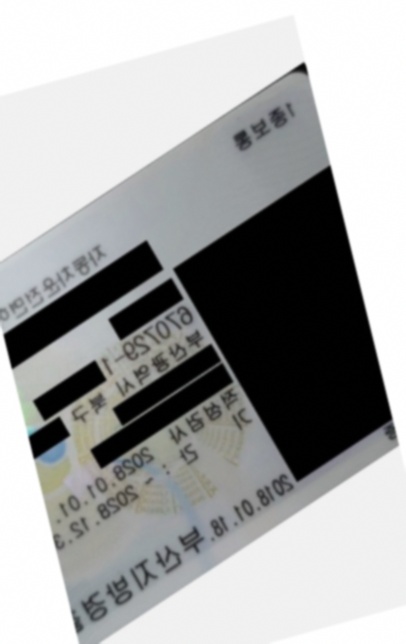 1종보통
자동차운전면허
670729-1
부산광역시 북구
적성검사 2028.01.01.
기 간 : ~ 2028.12.3
2018.01.18.
부산지방경찰